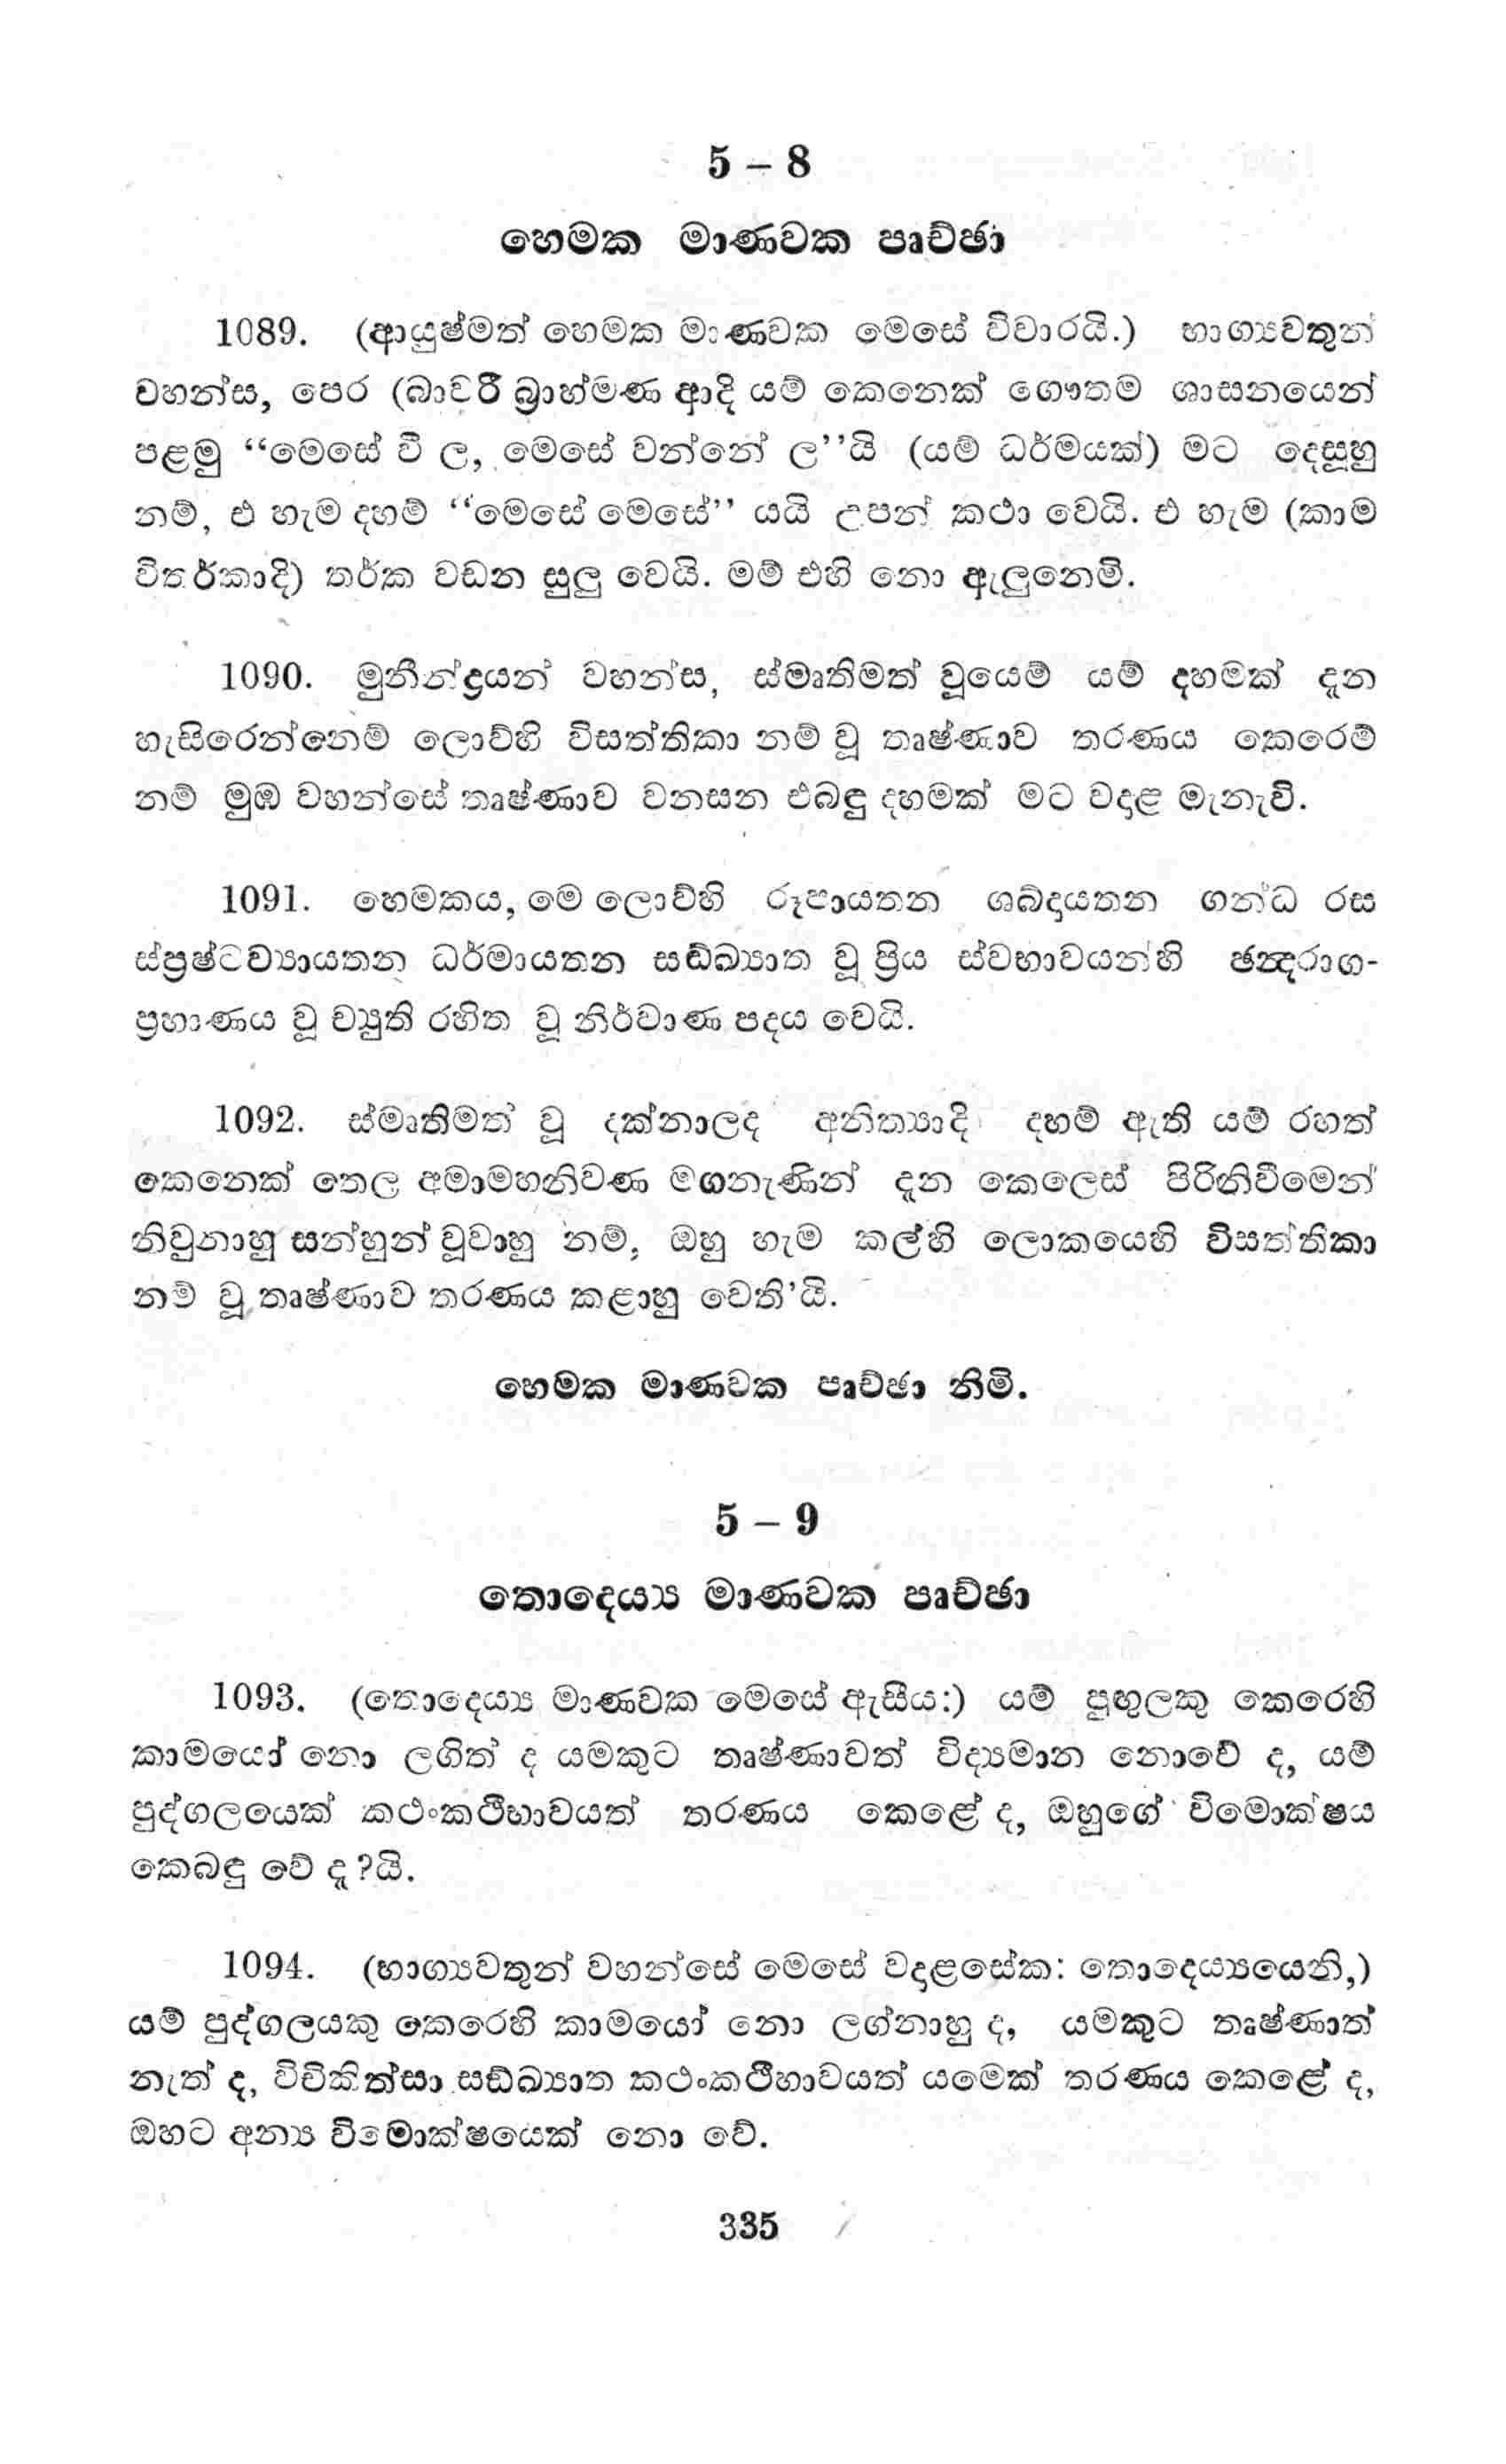 5 – 8
හෙමක මාණවක පෘච්ඡා
1089. (ආයුෂ්මත් හෙමක මාණවක මෙසේ විචාරයි.) භාග්‍යවතුන්
වහන්ස, පෙර (බාවරී බ්‍රාහ්මණ ආදි යම් කෙනෙක් ගෞතම ශාසනයෙන්
පළමු “මෙසේ වී ල, මෙසේ වන්නේ ල’’යි (යම් ධර්මයක්) මට දෙසූහු
නම්, එ හැම දහම් “මෙසේ මෙසේ’’ යයි උපන් කථා වෙයි. එ හැම (කාම
විතර්කාදි) තර්ක වඩන සුලු වෙයි. මම් එහි නො ඇලුනෙමි.
1090. මුනීන්ද්‍රයන් වහන්ස, ස්මෘතිමත් වූයෙම් යම් දහමක් දැන
හැසිරෙන්නෙම් ලොව්හි විසත්තිකා නම් වූ තෘෂ්ණාව තරණය කෙරෙම්
නම් මුඹ වහන්සේ තෘෂ්ණාව වනසන එබඳු දහමක් මට වදාළ මැනැවි.
1091. හෙමකය, මෙ ලොව්හි රූපායතන ශබ්දායතන ගන්ධ රස
ස්ප්‍රෂ්ටව්‍යායතන ධර්මායතන සඞ්ඛ්‍යාත වූ ප්‍රිය ස්වභාවයන්හි ඡන්‍දරාග-
ප්‍රහාණය වූ ච්‍යුති රහිත වූ නිර්වාණ පදය වෙයි.
1092. ස්මෘතිමත් වූ දක්නාලද අනිත්‍යාදි දහම් ඇති යම් රහත්
කෙනෙක් තෙල අමාමහනිවණ මගනැණින් දැන කෙලෙස් පිරිනිවීමෙන්
නිවුනාහු සන්හුන් වූවාහු නම්, ඔහු හැම කල්හි ලොකයෙහි විසත්තිකා
නම් වූ තෘෂ්ණාව තරණය කළාහු වෙති’යි.
හෙමක මාණවක පෘච්ඡා නිමි.
5 – 9
තොදෙය්‍ය මාණවක පෘච්ඡා
1093. (තොදෙය්‍ය මාණවක මෙසේ ඇසීය:) යම් පුඟුලකු කෙරෙහි
කාමයෝ නො ලගිත් ද යමකුට තෘෂ්ණාවත් විද්‍යමාන නොවේ ද, යම්
පුද්ගලයෙක් කථංකථීභාවයත් තරණය කෙළේ ද, ඔහුගේ විමොක්ෂය
කෙබඳු වේ දැ?යි.
1094. (භාග්‍යවතුන් වහන්සේ මෙසේ වදාළසේක: තොදෙය්‍යයෙනි,)
යම් පුද්ගලයකු කෙරෙහි කාමයෝ නො ලග්නාහු ද, යමකුට තෘෂ්ණාත්
නැත් ද, විචිකිත්සා සඞ්ඛ්‍යාත කථංකථීභාවයත් යමෙක් තරණය කෙළේ ද,
ඔහට අන්‍ය විමොක්ෂයෙක් නො වේ.
335